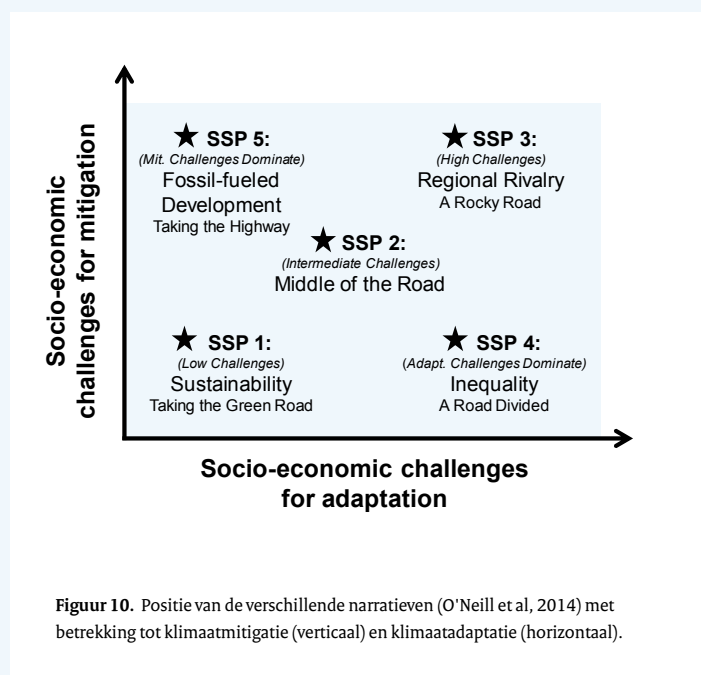 Socio-economic
challenges for mitigation
SSP 5:
(Mit. Challenges Dominate)
Fossil-fueled
Development
Taking the Highway
SSP 3:
(High Challenges)
Regional Rivalry
A Rocky Road
SSP 2:
(Intermediate Challenges)
Middle of the Road
SSP 1:
(Low Challenges)
Sustainability
Taking the Green Road
SSP 4:
(Adapt. Challenges Dominate)
Inequality
A Road Divided
Socio-economic challenges
for adaptation
Figuur 10. Positie van de verschillende narratieven (O'Neill et al, 2014) met
betrekking tot klimaatmitigatie (verticaal) en klimaatadaptatie (horizontaal).